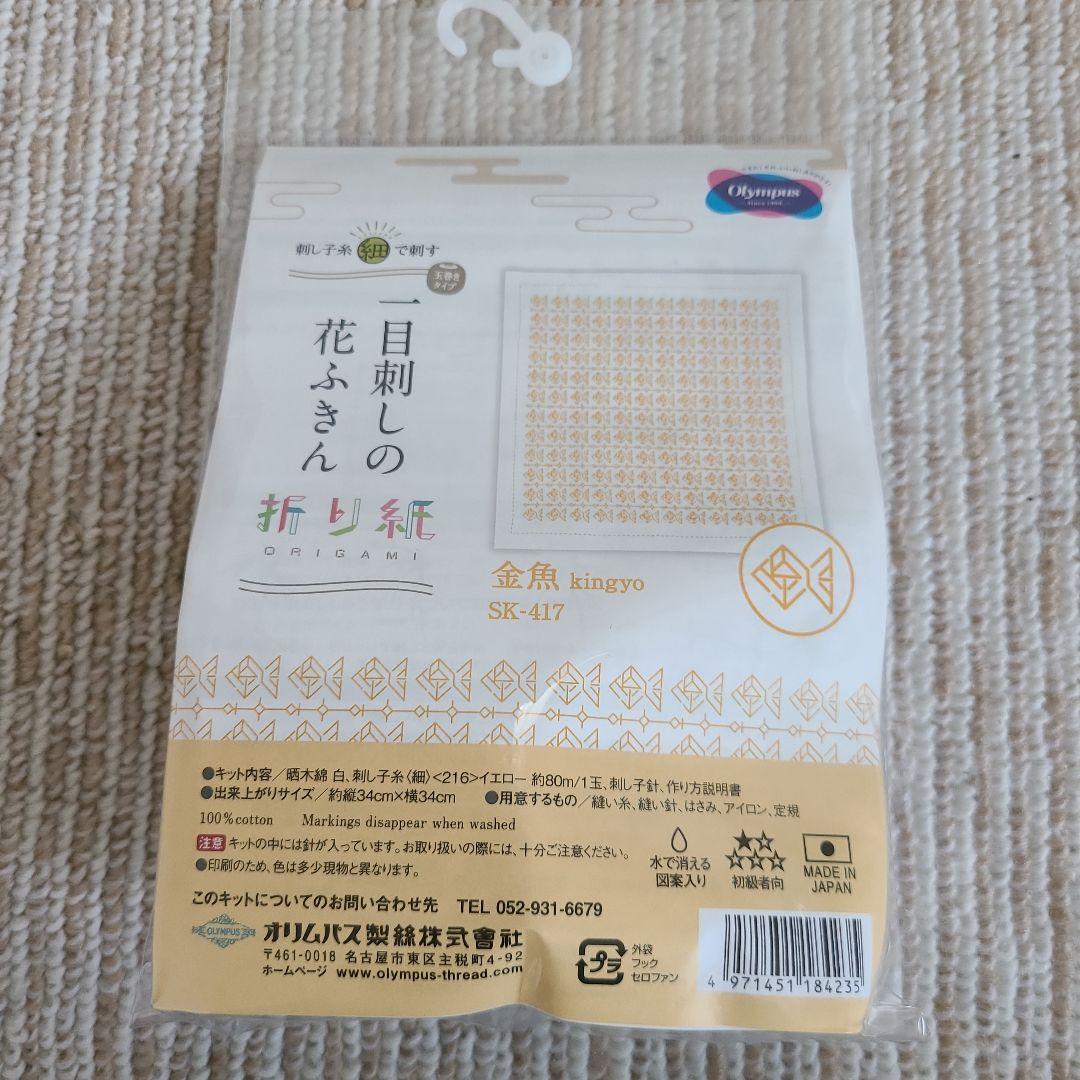 Olympus
Since 1908
刺し子糸 細 で刺す
玉巻き
タイプ
一目刺しの
花ふきん
折り紙
ORIGAMI
金魚 kingyo
SK-417
●キット内容／晒木綿 白、刺し子糸〈細〉<216>イエロー 約80m/1玉、刺し子針、作り方説明書
●出来上がりサイズ／約縦34cm×横34cm ●用意するもの／縫い糸、縫い針、はさみ、アイロン、定規
100%cotton Markings disappear when washed
注意 キットの中には針が入っています。お取り扱いの際には、十分ご注意ください。
●印刷のため、色は多少現物と異なります。
水で消える
図案入り
★☆
☆☆☆
初級者向
MADE IN
JAPAN
このキットについてのお問い合わせ先 TEL 052-931-6679
OLYMPUS
オリムパス製絲株式會社
〒461-0018 名古屋市東区主税町4-92
ホームページ www.olympus-thread.com
プラ
外袋
フック
セロファン
4 971451 184235